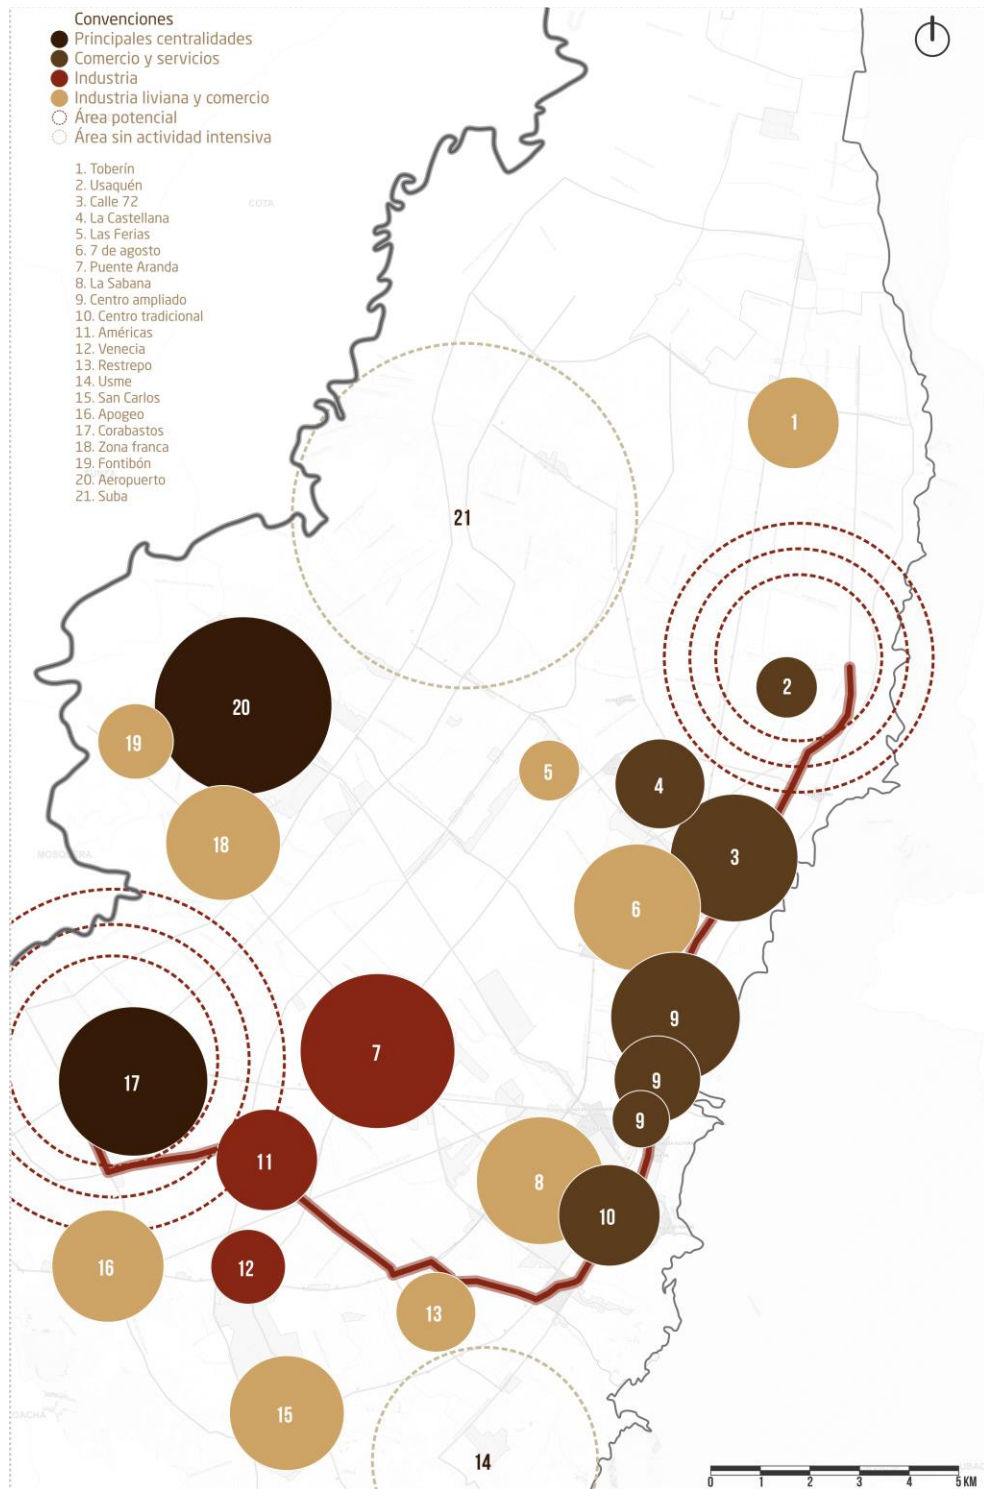 Convenciones
Principales centralidades
Comercio y servicios
Industria
Industria liviana y comercio
Área potencial
Área sin actividad intensiva
1. Toberín
2. Usaquén
3. Calle 72
4. La Castellana
5. Las Ferias
6. 7 de agosto
7. Puente Aranda
8. La Sabana
9. Centro ampliado
10. Centro tradicional
11. Américas
12. Venecia
13. Restrepo
14. Usme
15. San Carlos
16. Apogeo
17. Corabastos
18. Zona franca
19. Fontibón
20. Aeropuerto
21. Suba
COTA
1
21
2
20
19
5
4
18
MOSQUERA
3
6
9
7
17
9
9
11
8
10
16
12
13
15
OACHA
14
0 1 2 3 4 5 KM